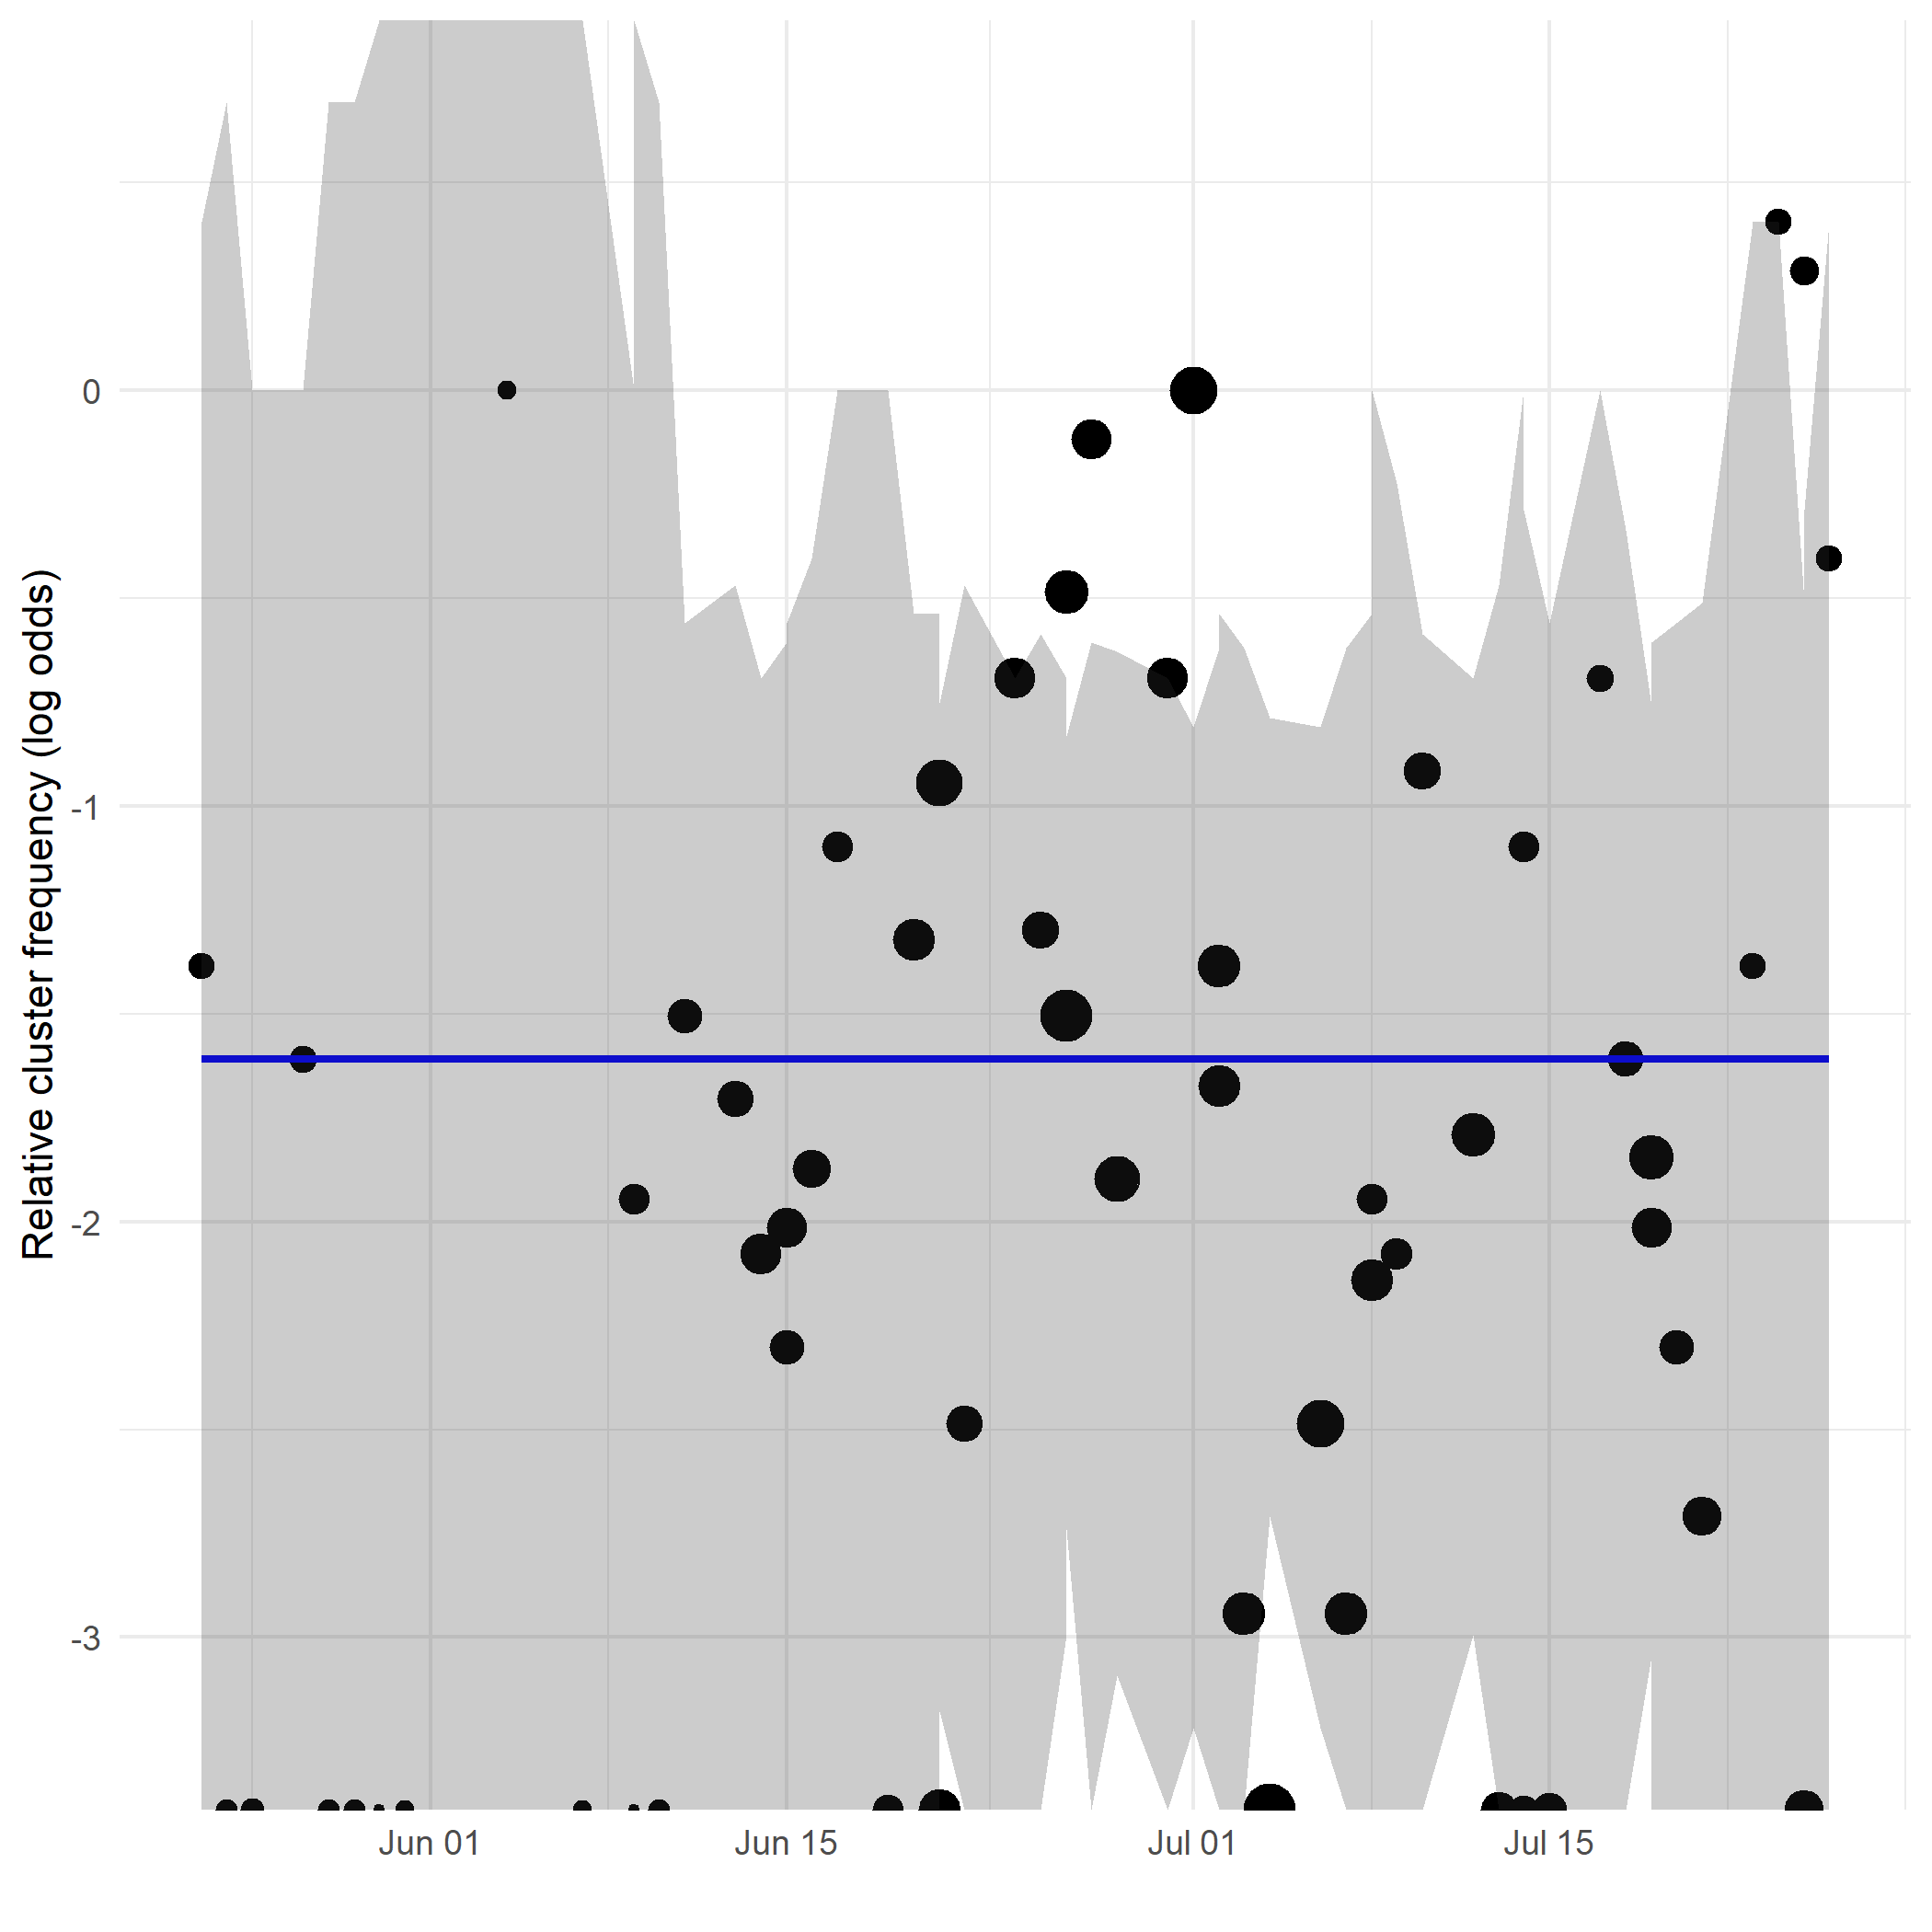 Relative cluster frequency (log odds)
0
-1
-2
-3
Jun 01
Jun 15
Jul 01
Jul 15